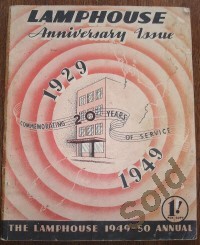 LAMPHOUSE
Anniversary Issue
1929
COMMEMORATING 20 YEARS OF SERVICE
1949
Sold
1/-
THE LAMPHOUSE 1949-50 ANNUAL